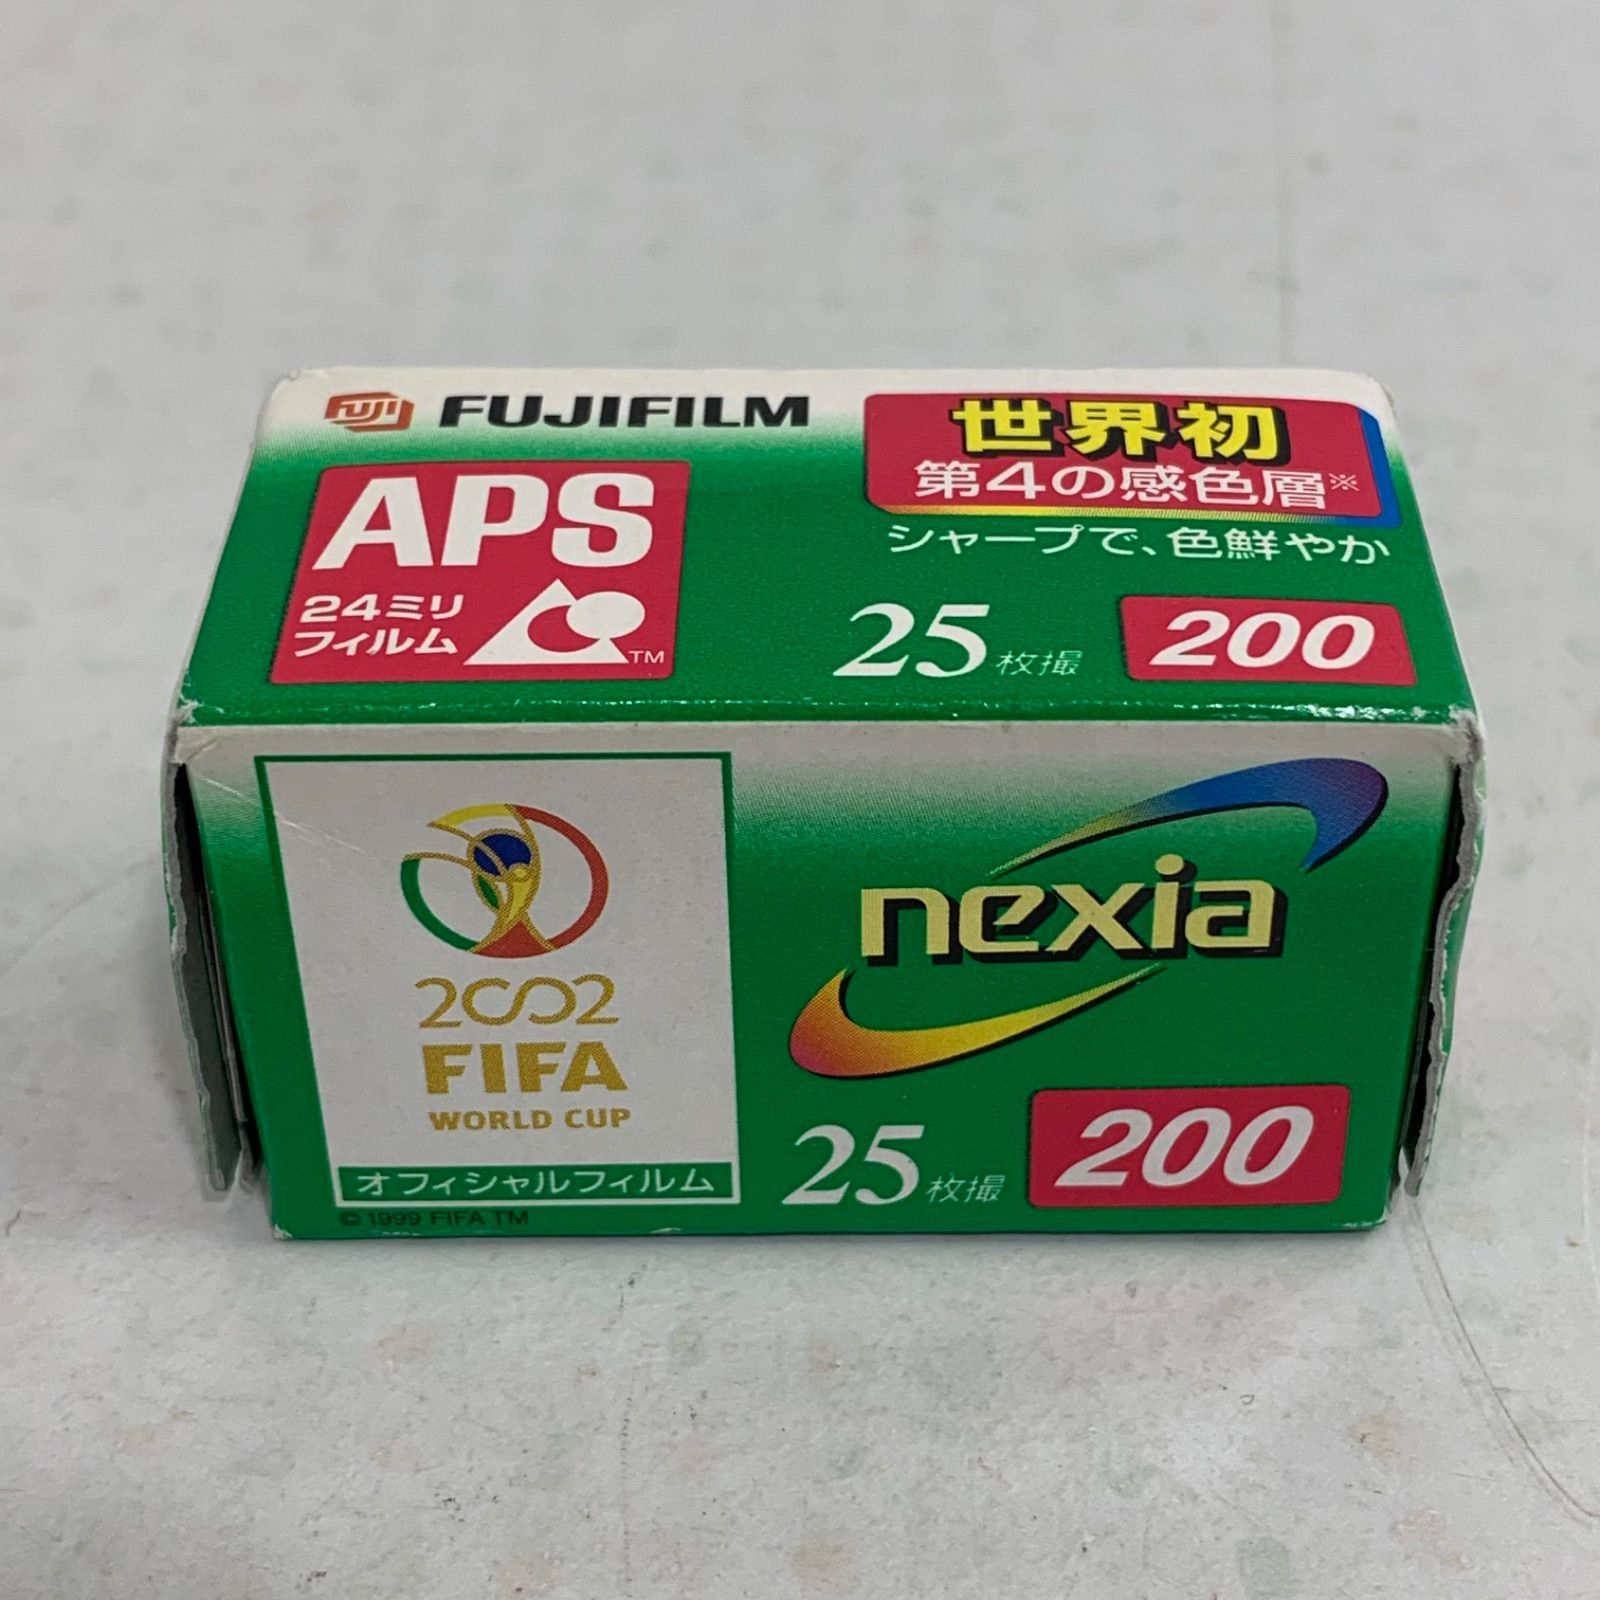 FUJI FUJIFILM
世界初
第4の感色層※
シャープで、色鮮やか
APS
24ミリ
フィルム
TM
25枚撮 200
2002
FIFA
WORLD CUP
オフィシャルフィルム
© 1999 FIFA TM
nexia
25枚撮 200